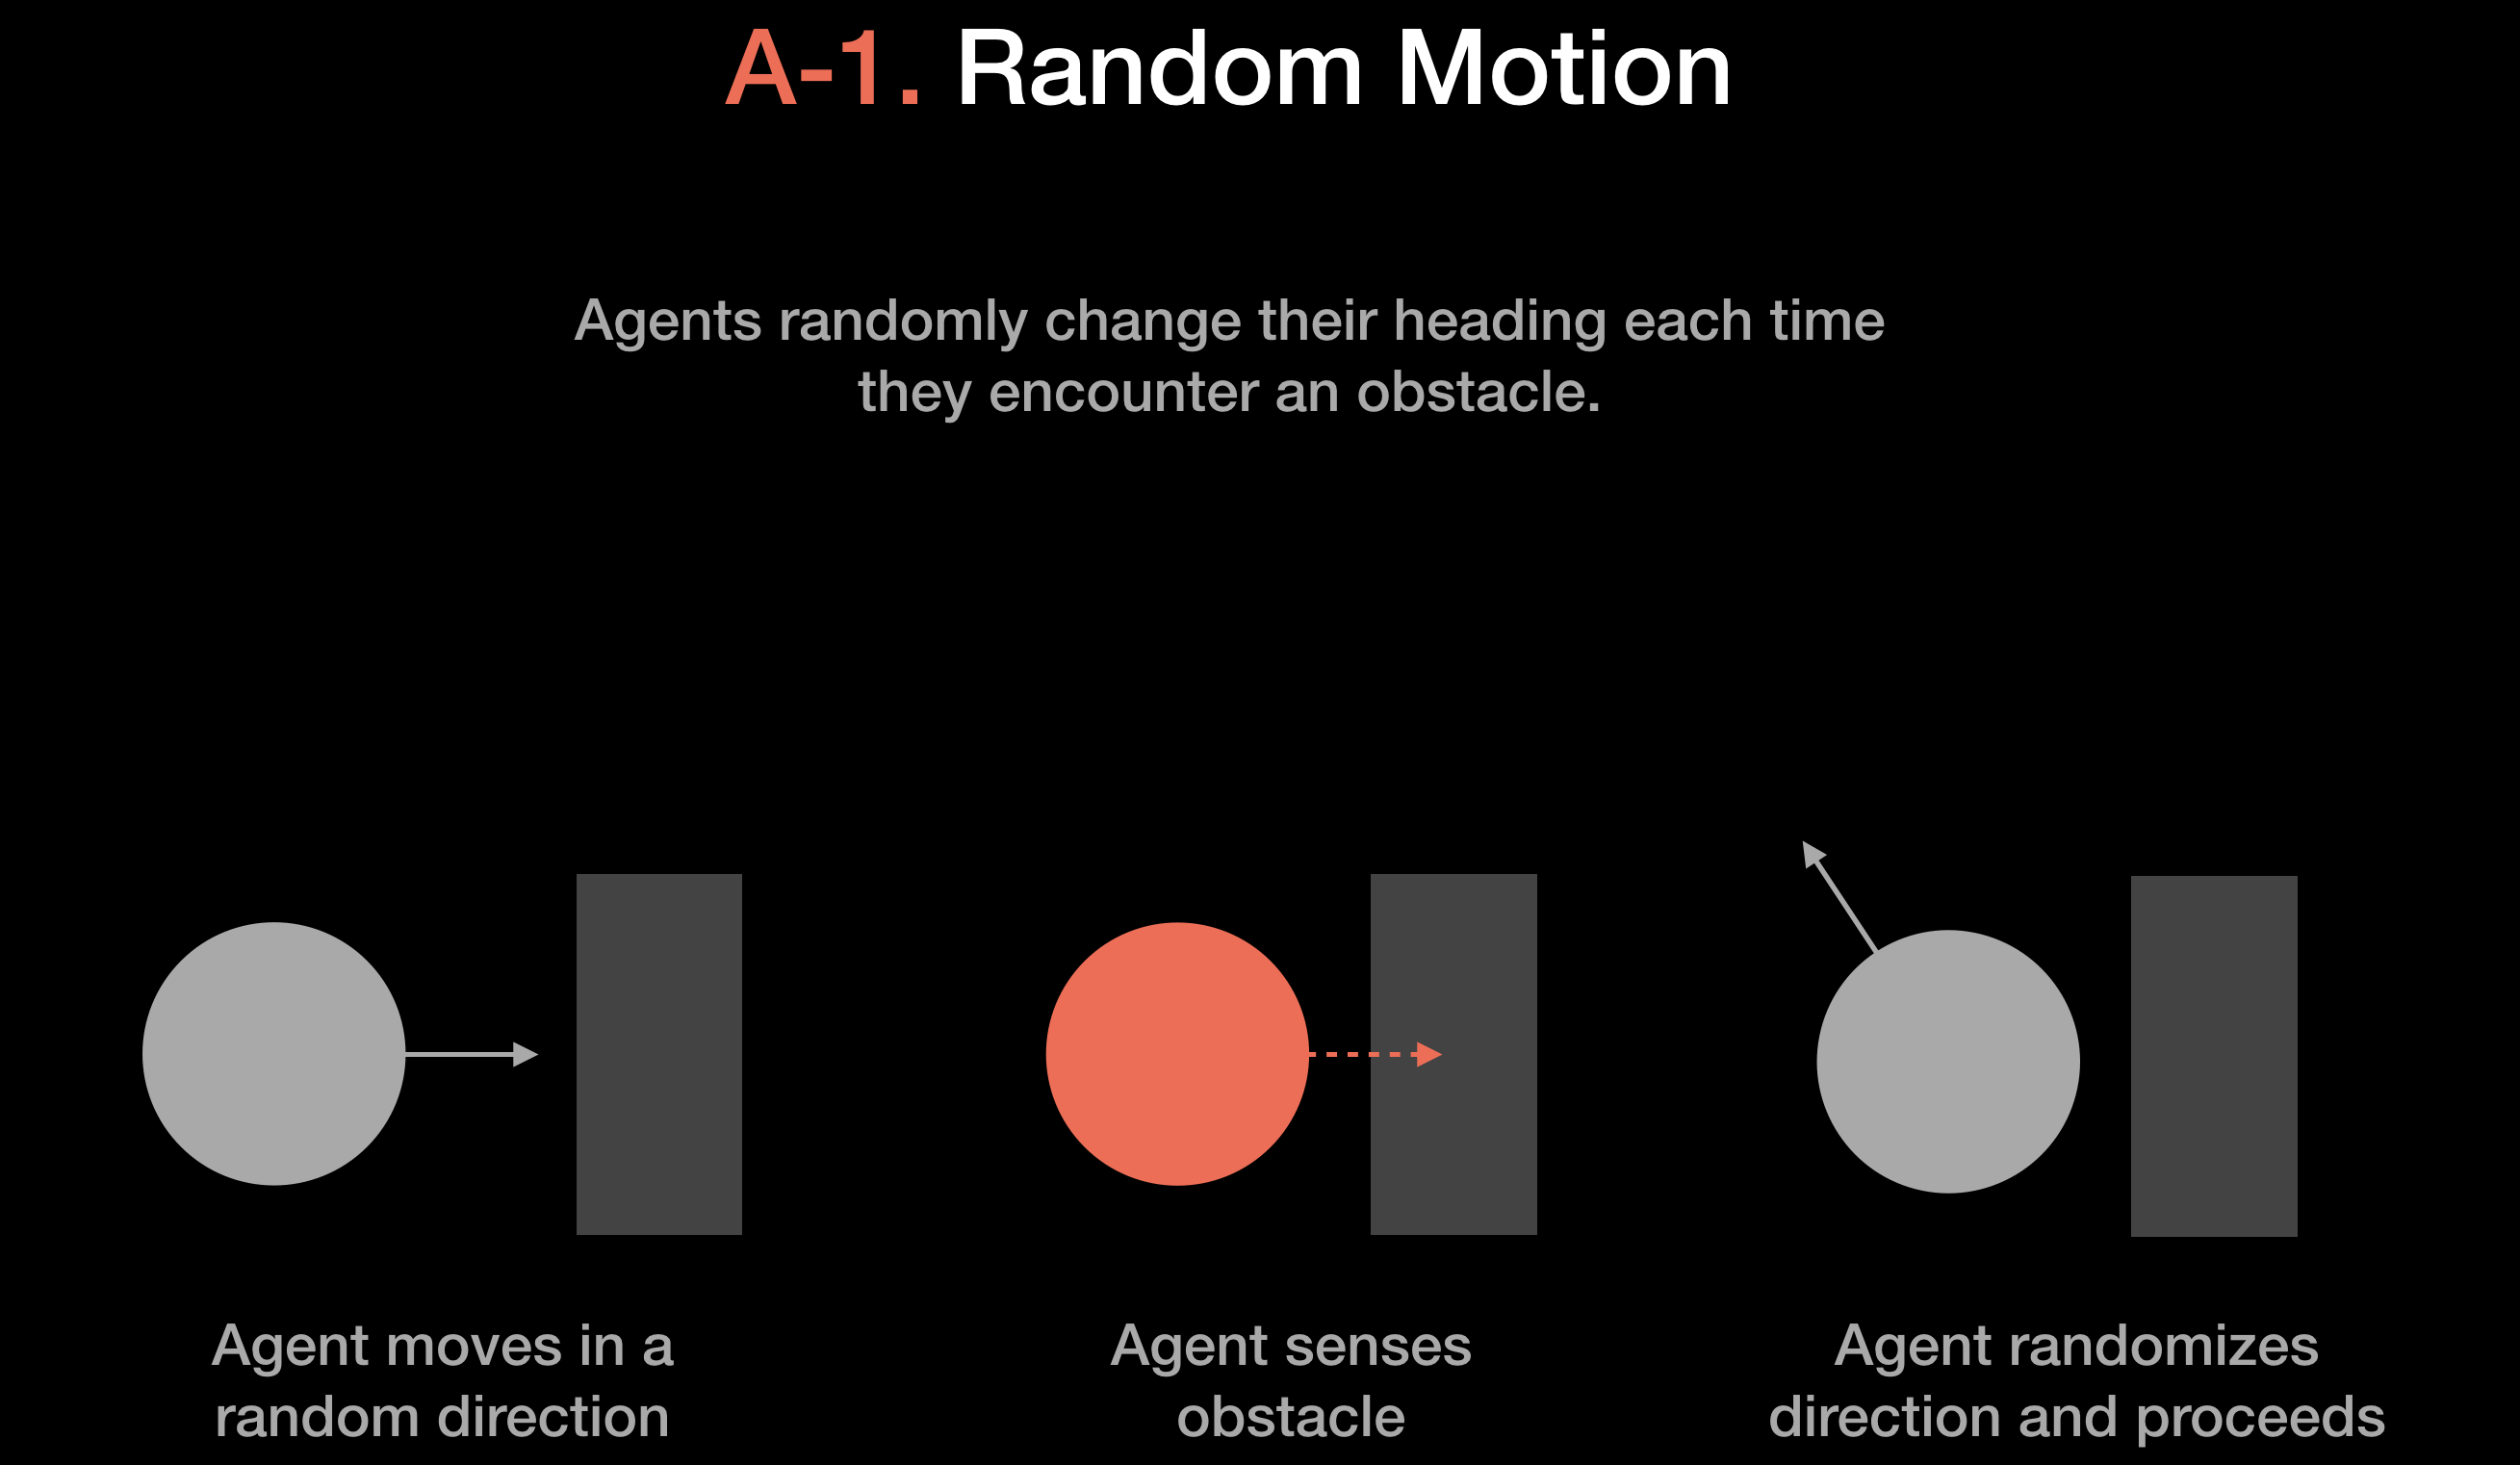 A-1. Random Motion
Agents randomly change their heading each time
they encounter an obstacle.
Agent moves in a
random direction
Agent senses
obstacle
Agent randomizes
direction and proceeds